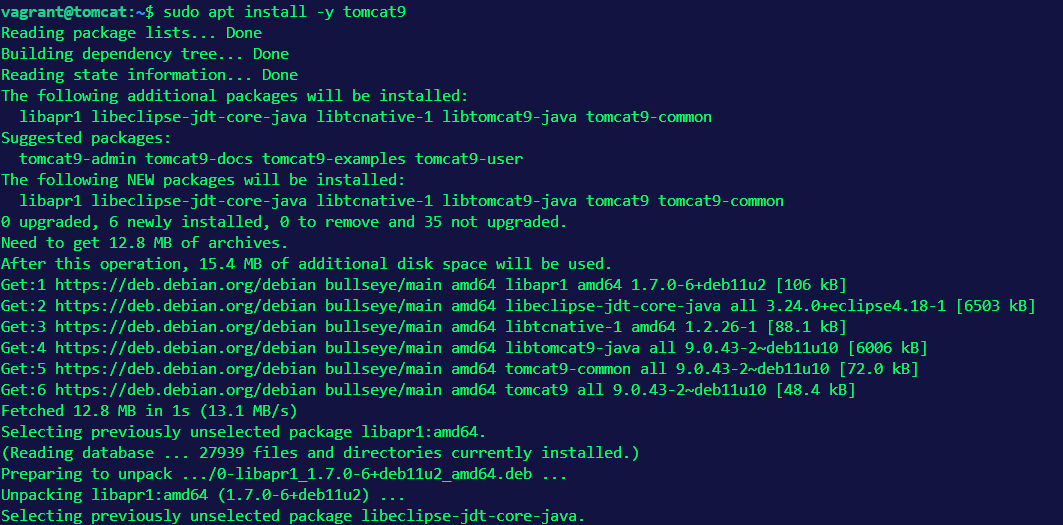 vagrant@tomcat:~$ sudo apt install -y tomcat9
Reading package lists... Done
Building dependency tree... Done
Reading state information... Done
The following additional packages will be installed:
  libapr1 libeclipse-jdt-core-java libtcnative-1 libtomcat9-java tomcat9-common
Suggested packages:
  tomcat9-admin tomcat9-docs tomcat9-examples tomcat9-user
The following NEW packages will be installed:
  libapr1 libeclipse-jdt-core-java libtcnative-1 libtomcat9-java tomcat9 tomcat9-common
0 upgraded, 6 newly installed, 0 to remove and 35 not upgraded.
Need to get 12.8 MB of archives.
After this operation, 15.4 MB of additional disk space will be used.
Get:1 https://deb.debian.org/debian bullseye/main amd64 libapr1 amd64 1.7.0-6+deb11u2 [106 kB]
Get:2 https://deb.debian.org/debian bullseye/main amd64 libeclipse-jdt-core-java all 3.24.0+eclipse4.18-1 [6503 kB]
Get:3 https://deb.debian.org/debian bullseye/main amd64 libtcnative-1 amd64 1.2.26-1 [88.1 kB]
Get:4 https://deb.debian.org/debian bullseye/main amd64 libtomcat9-java all 9.0.43-2~deb11u10 [6006 kB]
Get:5 https://deb.debian.org/debian bullseye/main amd64 tomcat9-common all 9.0.43-2~deb11u10 [72.0 kB]
Get:6 https://deb.debian.org/debian bullseye/main amd64 tomcat9 all 9.0.43-2~deb11u10 [48.4 kB]
Fetched 12.8 MB in 1s (13.1 MB/s)
Selecting previously unselected package libapr1:amd64.
(Reading database ... 27939 files and directories currently installed.)
Preparing to unpack .../0-libapr1_1.7.0-6+deb11u2_amd64.deb ...
Unpacking libapr1:amd64 (1.7.0-6+deb11u2) ...
Selecting previously unselected package libeclipse-jdt-core-java.